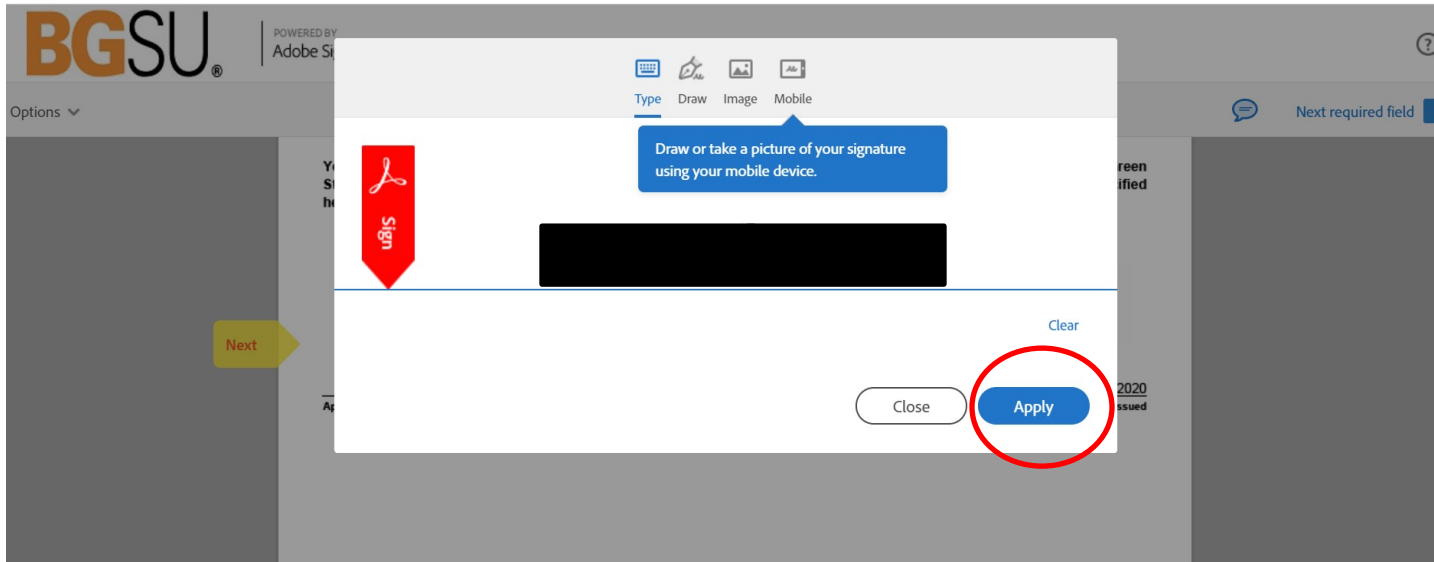 BGSU®
POWERED BY
Adobe
Options
Type Draw Image Mobile
Next required field
Draw or take a picture of your signature
using your mobile device.
Sign
Clear
Next
2020
Close
Apply